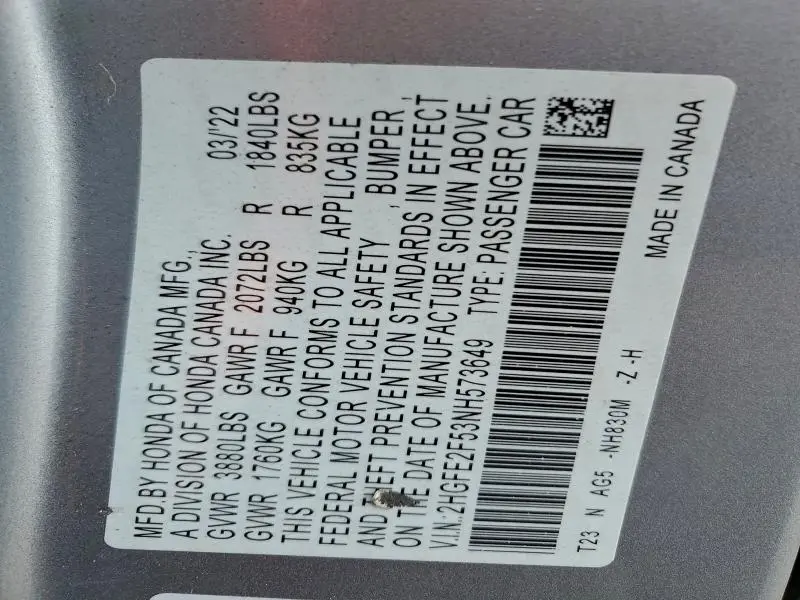 MFD.BY HONDA OF CANADA MFG.,
A DIVISION OF HONDA CANADA INC. 03/'22
GVWR 3880LBS GAWR F 2072LBS R 1840LBS
GVWR 1760KG GAWR F 940KG R 835KG
THIS VEHICLE CONFORMS TO ALL APPLICABLE
FEDERAL MOTOR VEHICLE SAFETY , BUMPER ,
AND THEFT PREVENTION STANDARDS IN EFFECT
ON THE DATE OF MANUFACTURE SHOWN ABOVE.
V.I.N.:2HGFE2F53NH573649 TYPE: PASSENGER CAR
T23 N AG5 -NH830M -Z -H
MADE IN CANADA